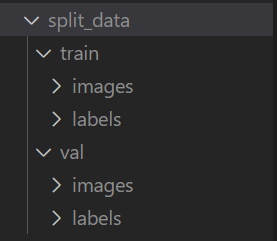 split_data
train
images
labels
val
images
labels